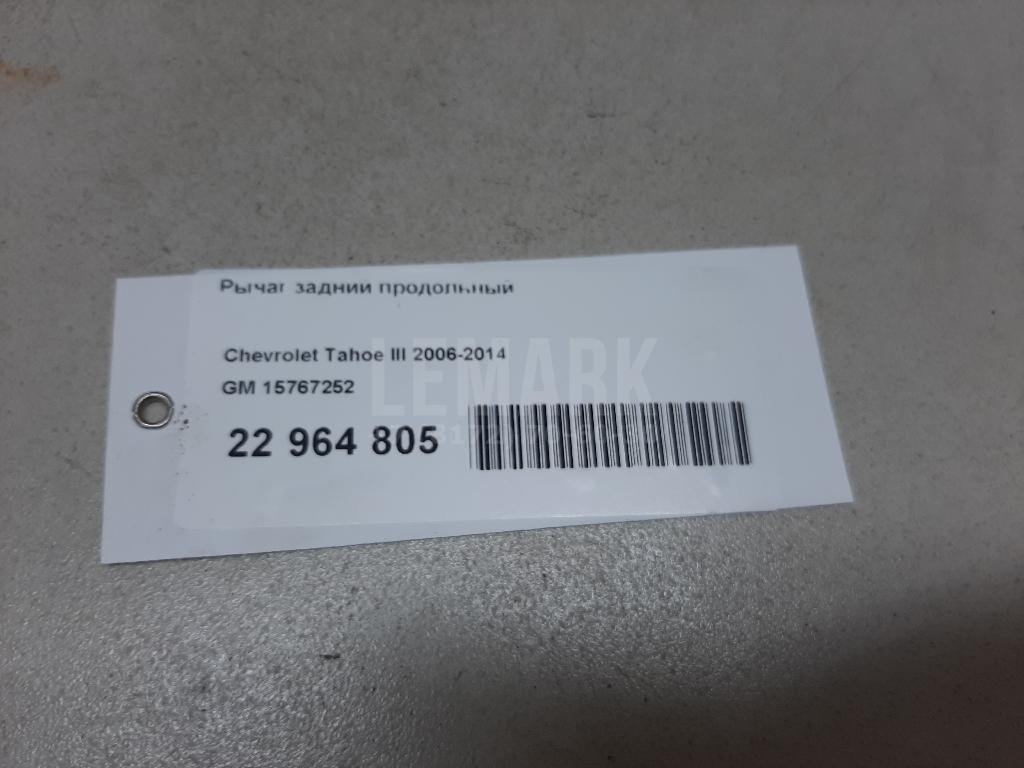 Рычаг задний продольный
Chevrolet Tahoe III 2006-2014
LEMARK
GM 15767252
22 964 805